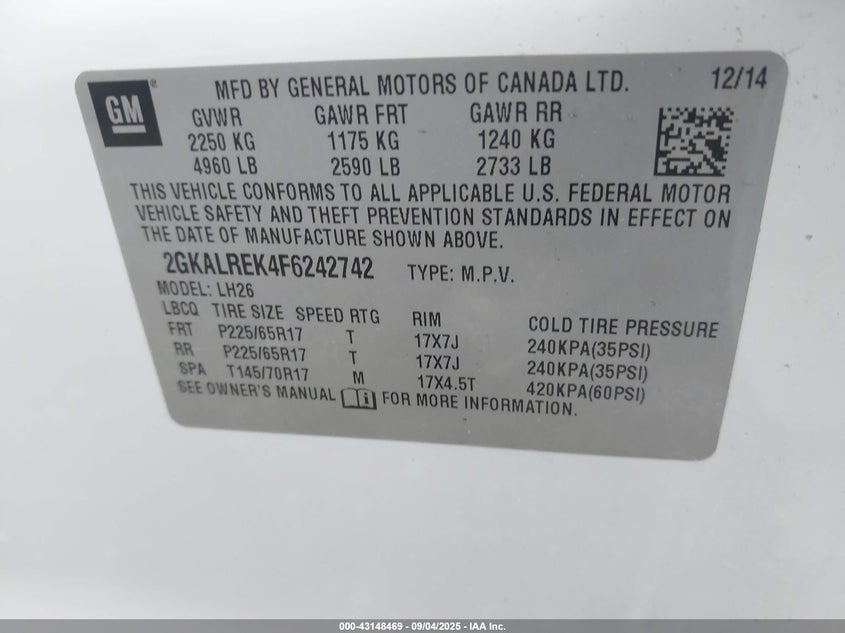 GM
®
MFD BY GENERAL MOTORS OF CANADA LTD. 12/14
GVWR GAWR FRT GAWR RR
2250 KG 1175 KG 1240 KG
4960 LB 2590 LB 2733 LB
THIS VEHICLE CONFORMS TO ALL APPLICABLE U.S. FEDERAL MOTOR
VEHICLE SAFETY AND THEFT PREVENTION STANDARDS IN EFFECT ON
THE DATE OF MANUFACTURE SHOWN ABOVE.
2GKALREK4F6242742 TYPE: M.P.V.
MODEL: LH26
LBCQ TIRE SIZE SPEED RTG RIM COLD TIRE PRESSURE
FRT P225/65R17 T 17X7J 240KPA(35PSI)
RR P225/65R17 T 17X7J 240KPA(35PSI)
SPA T145/70R17 M 17X4.5T 420KPA(60PSI)
SEE OWNER'S MANUAL i FOR MORE INFORMATION.
000-43148469 - 09/04/2025 - IAA Inc.